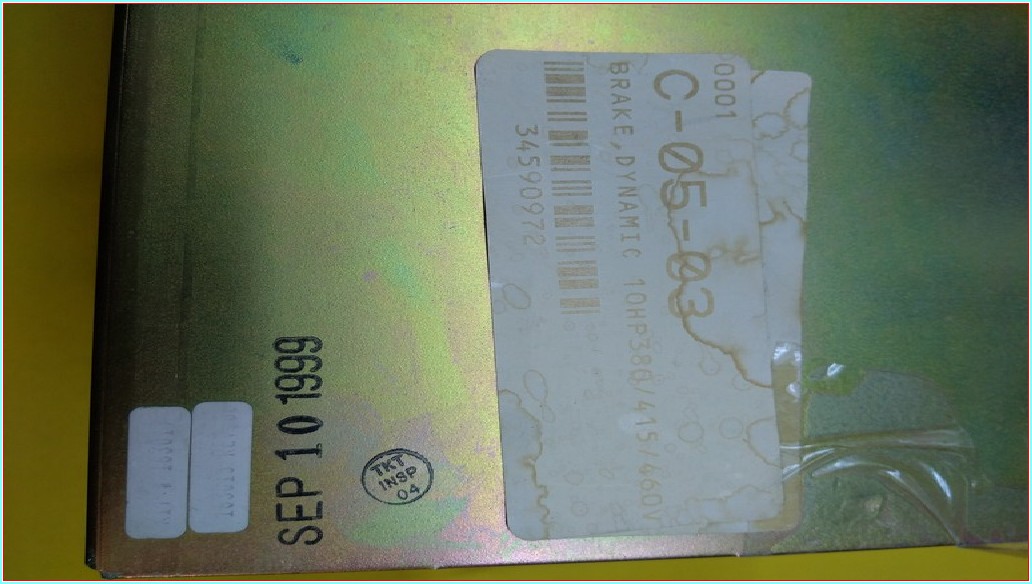 0001
C-05-03
BRAKE,DYNAMIC 10HP380/415/460V
34590972
SEP 10 1999
TKT
INSP
04